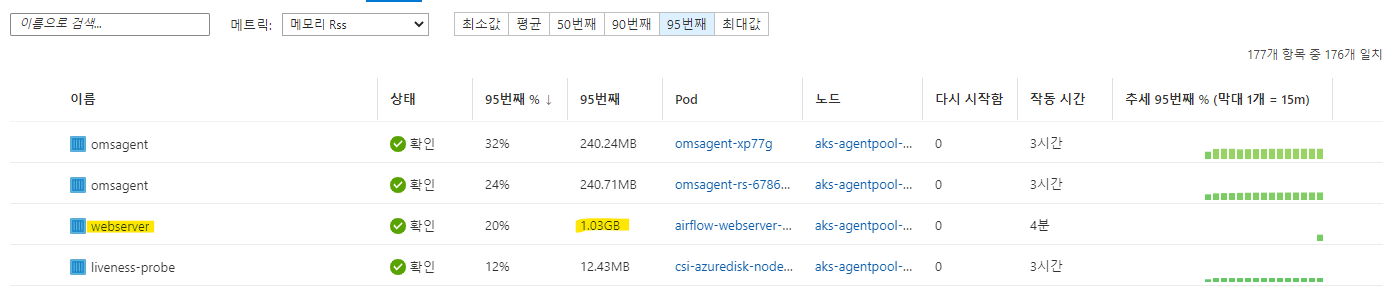 이름으로 검색...
메트릭: 메모리 Rss 최소값 평균 50번째 90번째 95번째 최대값
177개 항목 중 176개 일치
이름 상태 95번째 % ↓ 95번째 Pod 노드 다시 시작함 작동 시간 추세 95번째 % (막대 1개 = 15m)
omsagent 확인 32% 240.24MB omsagent-xp77g aks-agentpool-... 0 3시간
omsagent 확인 24% 240.71MB omsagent-rs-6786... aks-agentpool-... 0 3시간
webserver 확인 20% 1.03GB airflow-webserver-... aks-agentpool-... 0 4분
liveness-probe 확인 12% 12.43MB csi-azuredisk-node... aks-agentpool-... 0 3시간